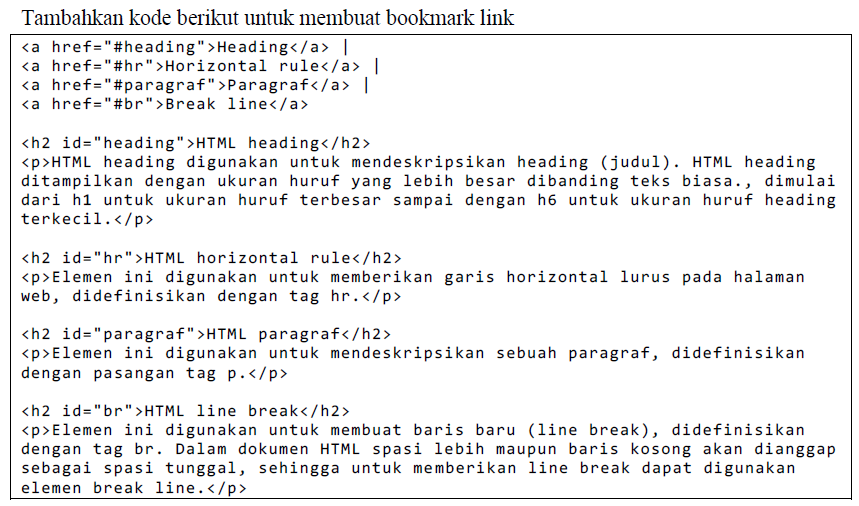 Tambahkan kode berikut untuk membuat bookmark link
<a href="#heading">Heading</a> |
<a href="#hr">Horizontal rule</a> |
<a href="#paragraf">Paragraf</a> |
<a href="#br">Break line</a>
<h2 id="heading">HTML heading</h2>
<p>HTML heading digunakan untuk mendeskripsikan heading (judul). HTML heading
ditampilkan dengan ukuran huruf yang lebih besar dibanding teks biasa., dimulai
dari h1 untuk ukuran huruf terbesar sampai dengan h6 untuk ukuran huruf heading
terkecil.</p>
<h2 id="hr">HTML horizontal rule</h2>
<p>Elemen ini digunakan untuk memberikan garis horizontal lurus pada halaman
web, didefinisikan dengan tag hr.</p>
<h2 id="paragraf">HTML paragraf</h2>
<p>Elemen ini digunakan untuk mendeskripsikan sebuah paragraf, didefinisikan
dengan pasangan tag p.</p>
<h2 id="br">HTML line break</h2>
<p>Elemen ini digunakan untuk membuat baris baru (line break), didefinisikan
dengan tag br. Dalam dokumen HTML spasi lebih maupun baris kosong akan dianggap
sebagai spasi tunggal, sehingga untuk memberikan line break dapat digunakan
elemen break line.</p>